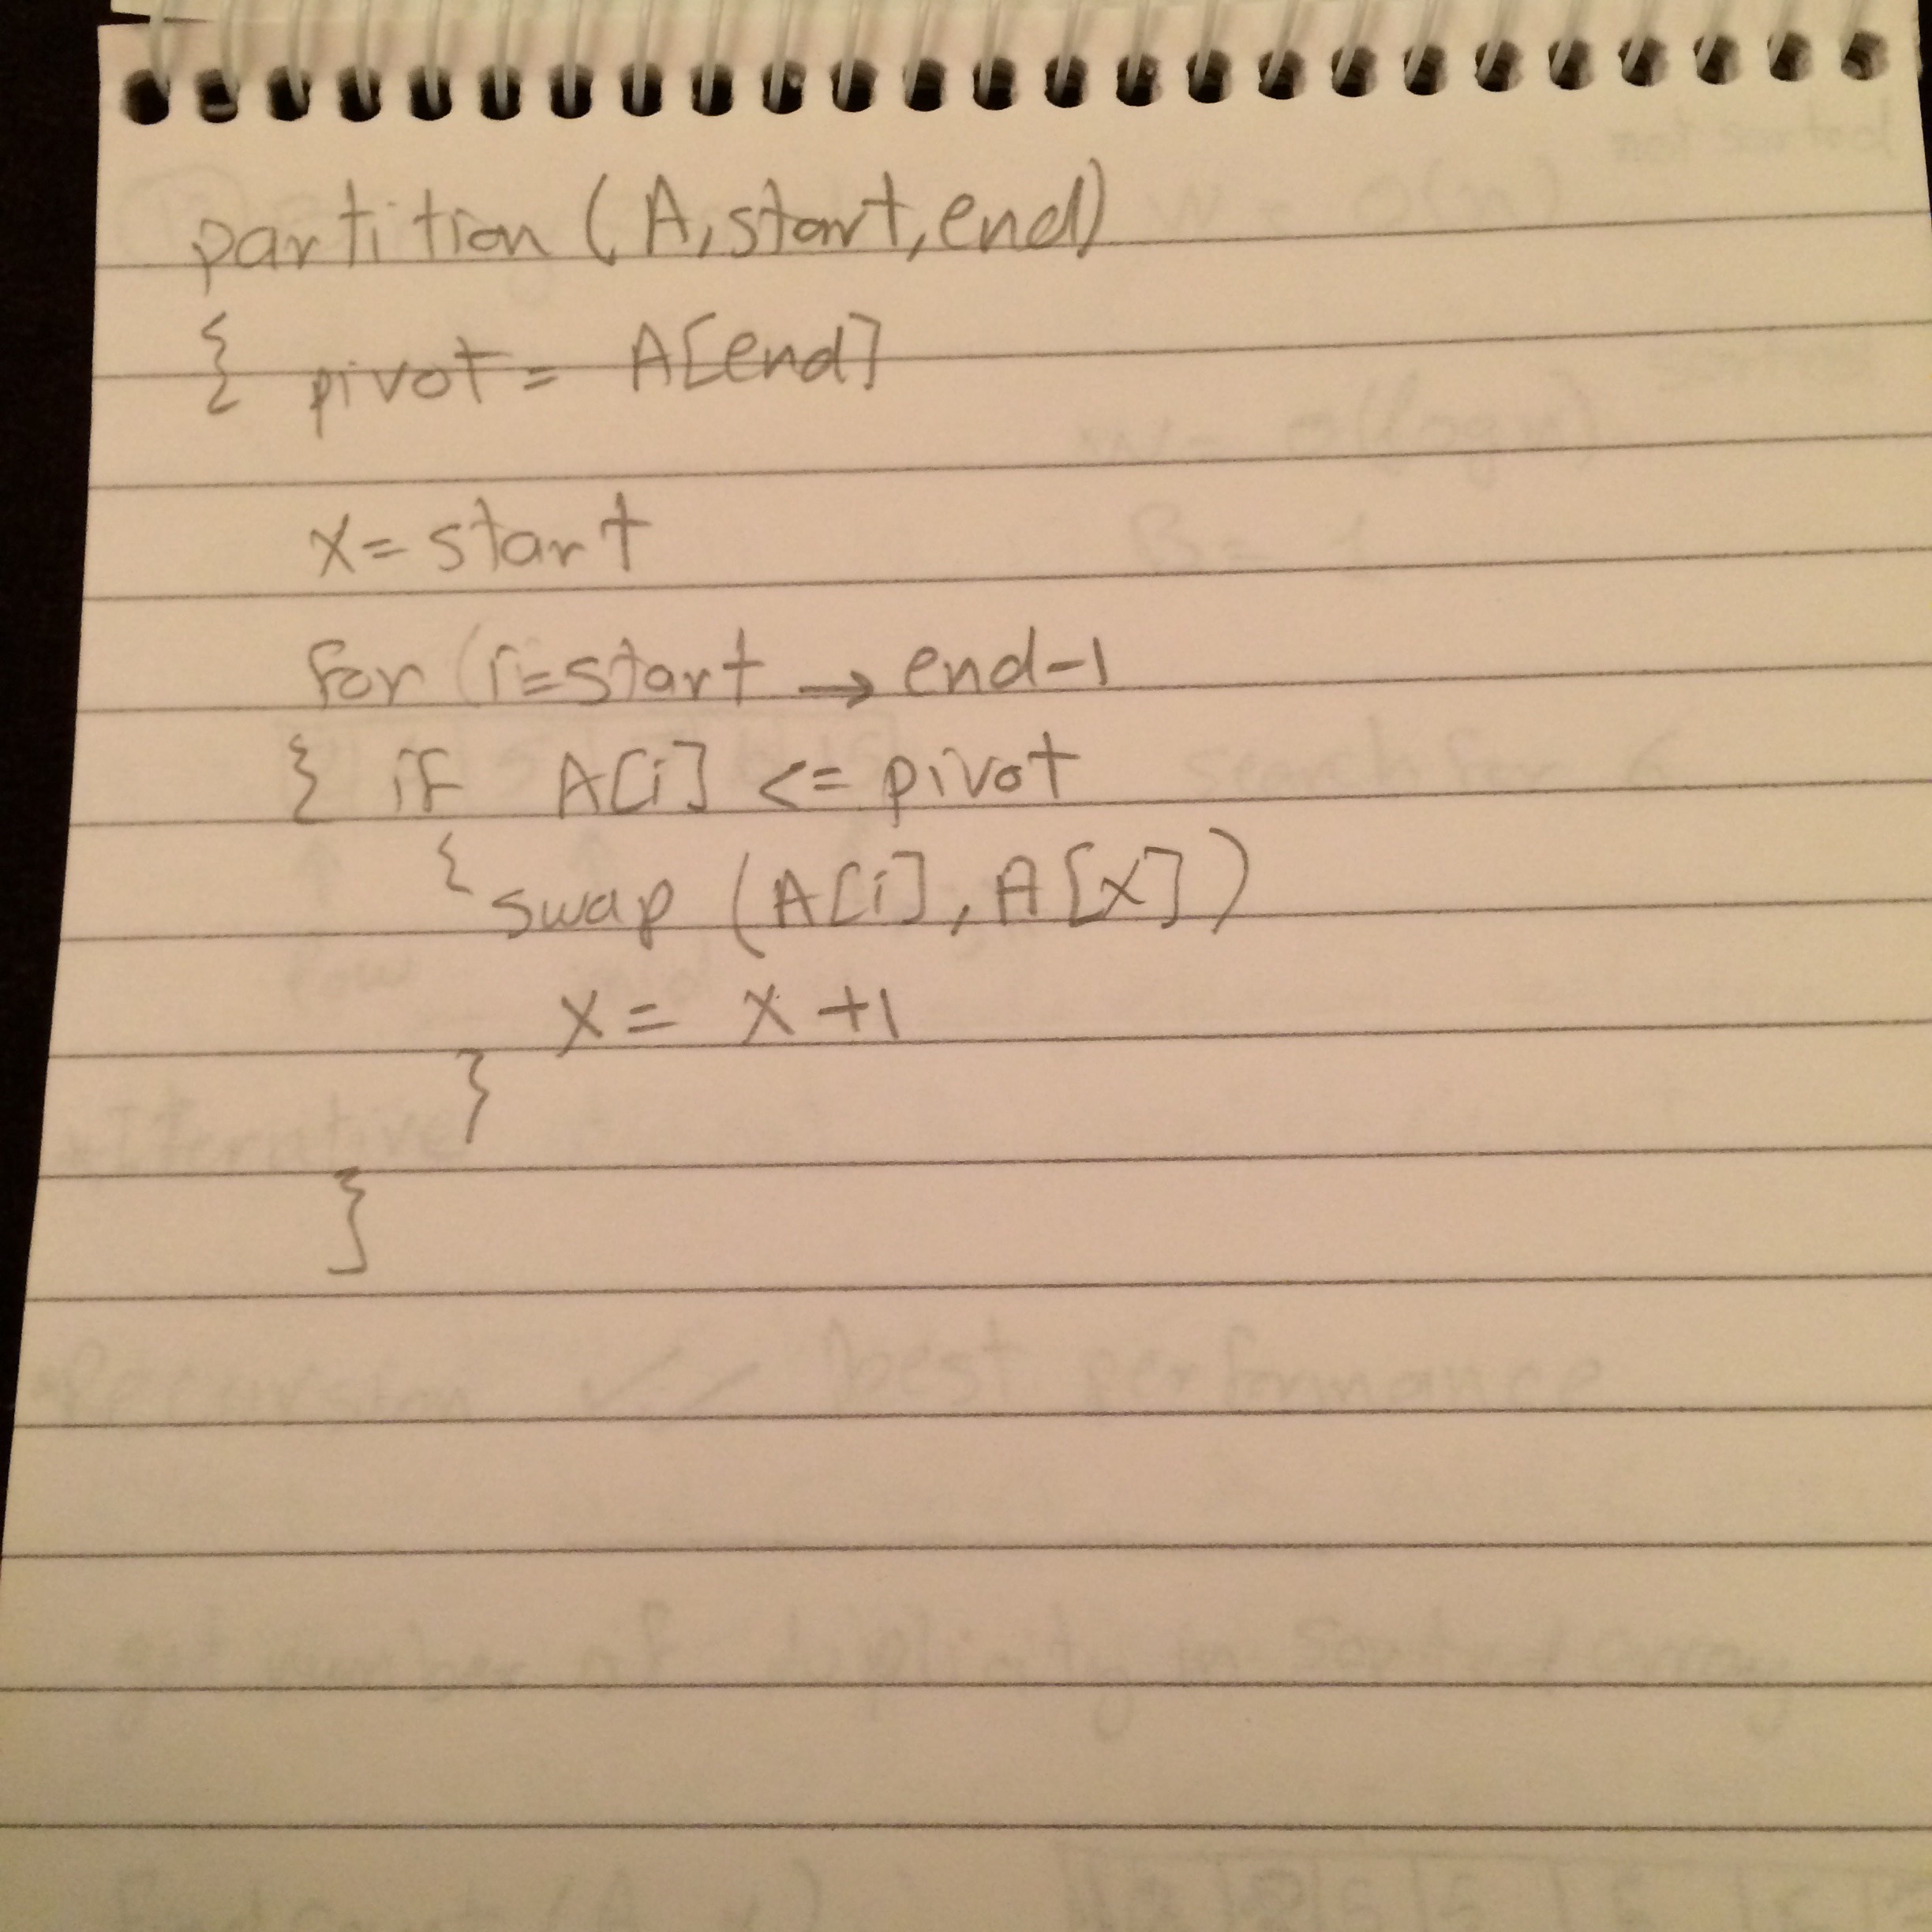 partition (A, start, end)
{ pivot = A[end]
x = start
for (i = start → end-1
{ if A[i] <= pivot
{ swap (A[i], A[x])
x = x +1
}
}